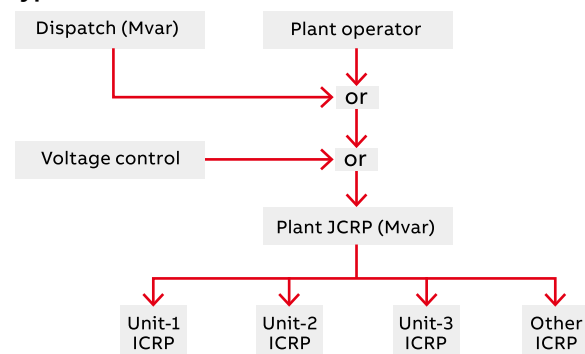 Dispatch (Mvar)
Plant operator
or
Voltage control
or
Plant JCRP (Mvar)
Unit-1
ICRP
Unit-2
ICRP
Unit-3
ICRP
Other
ICRP